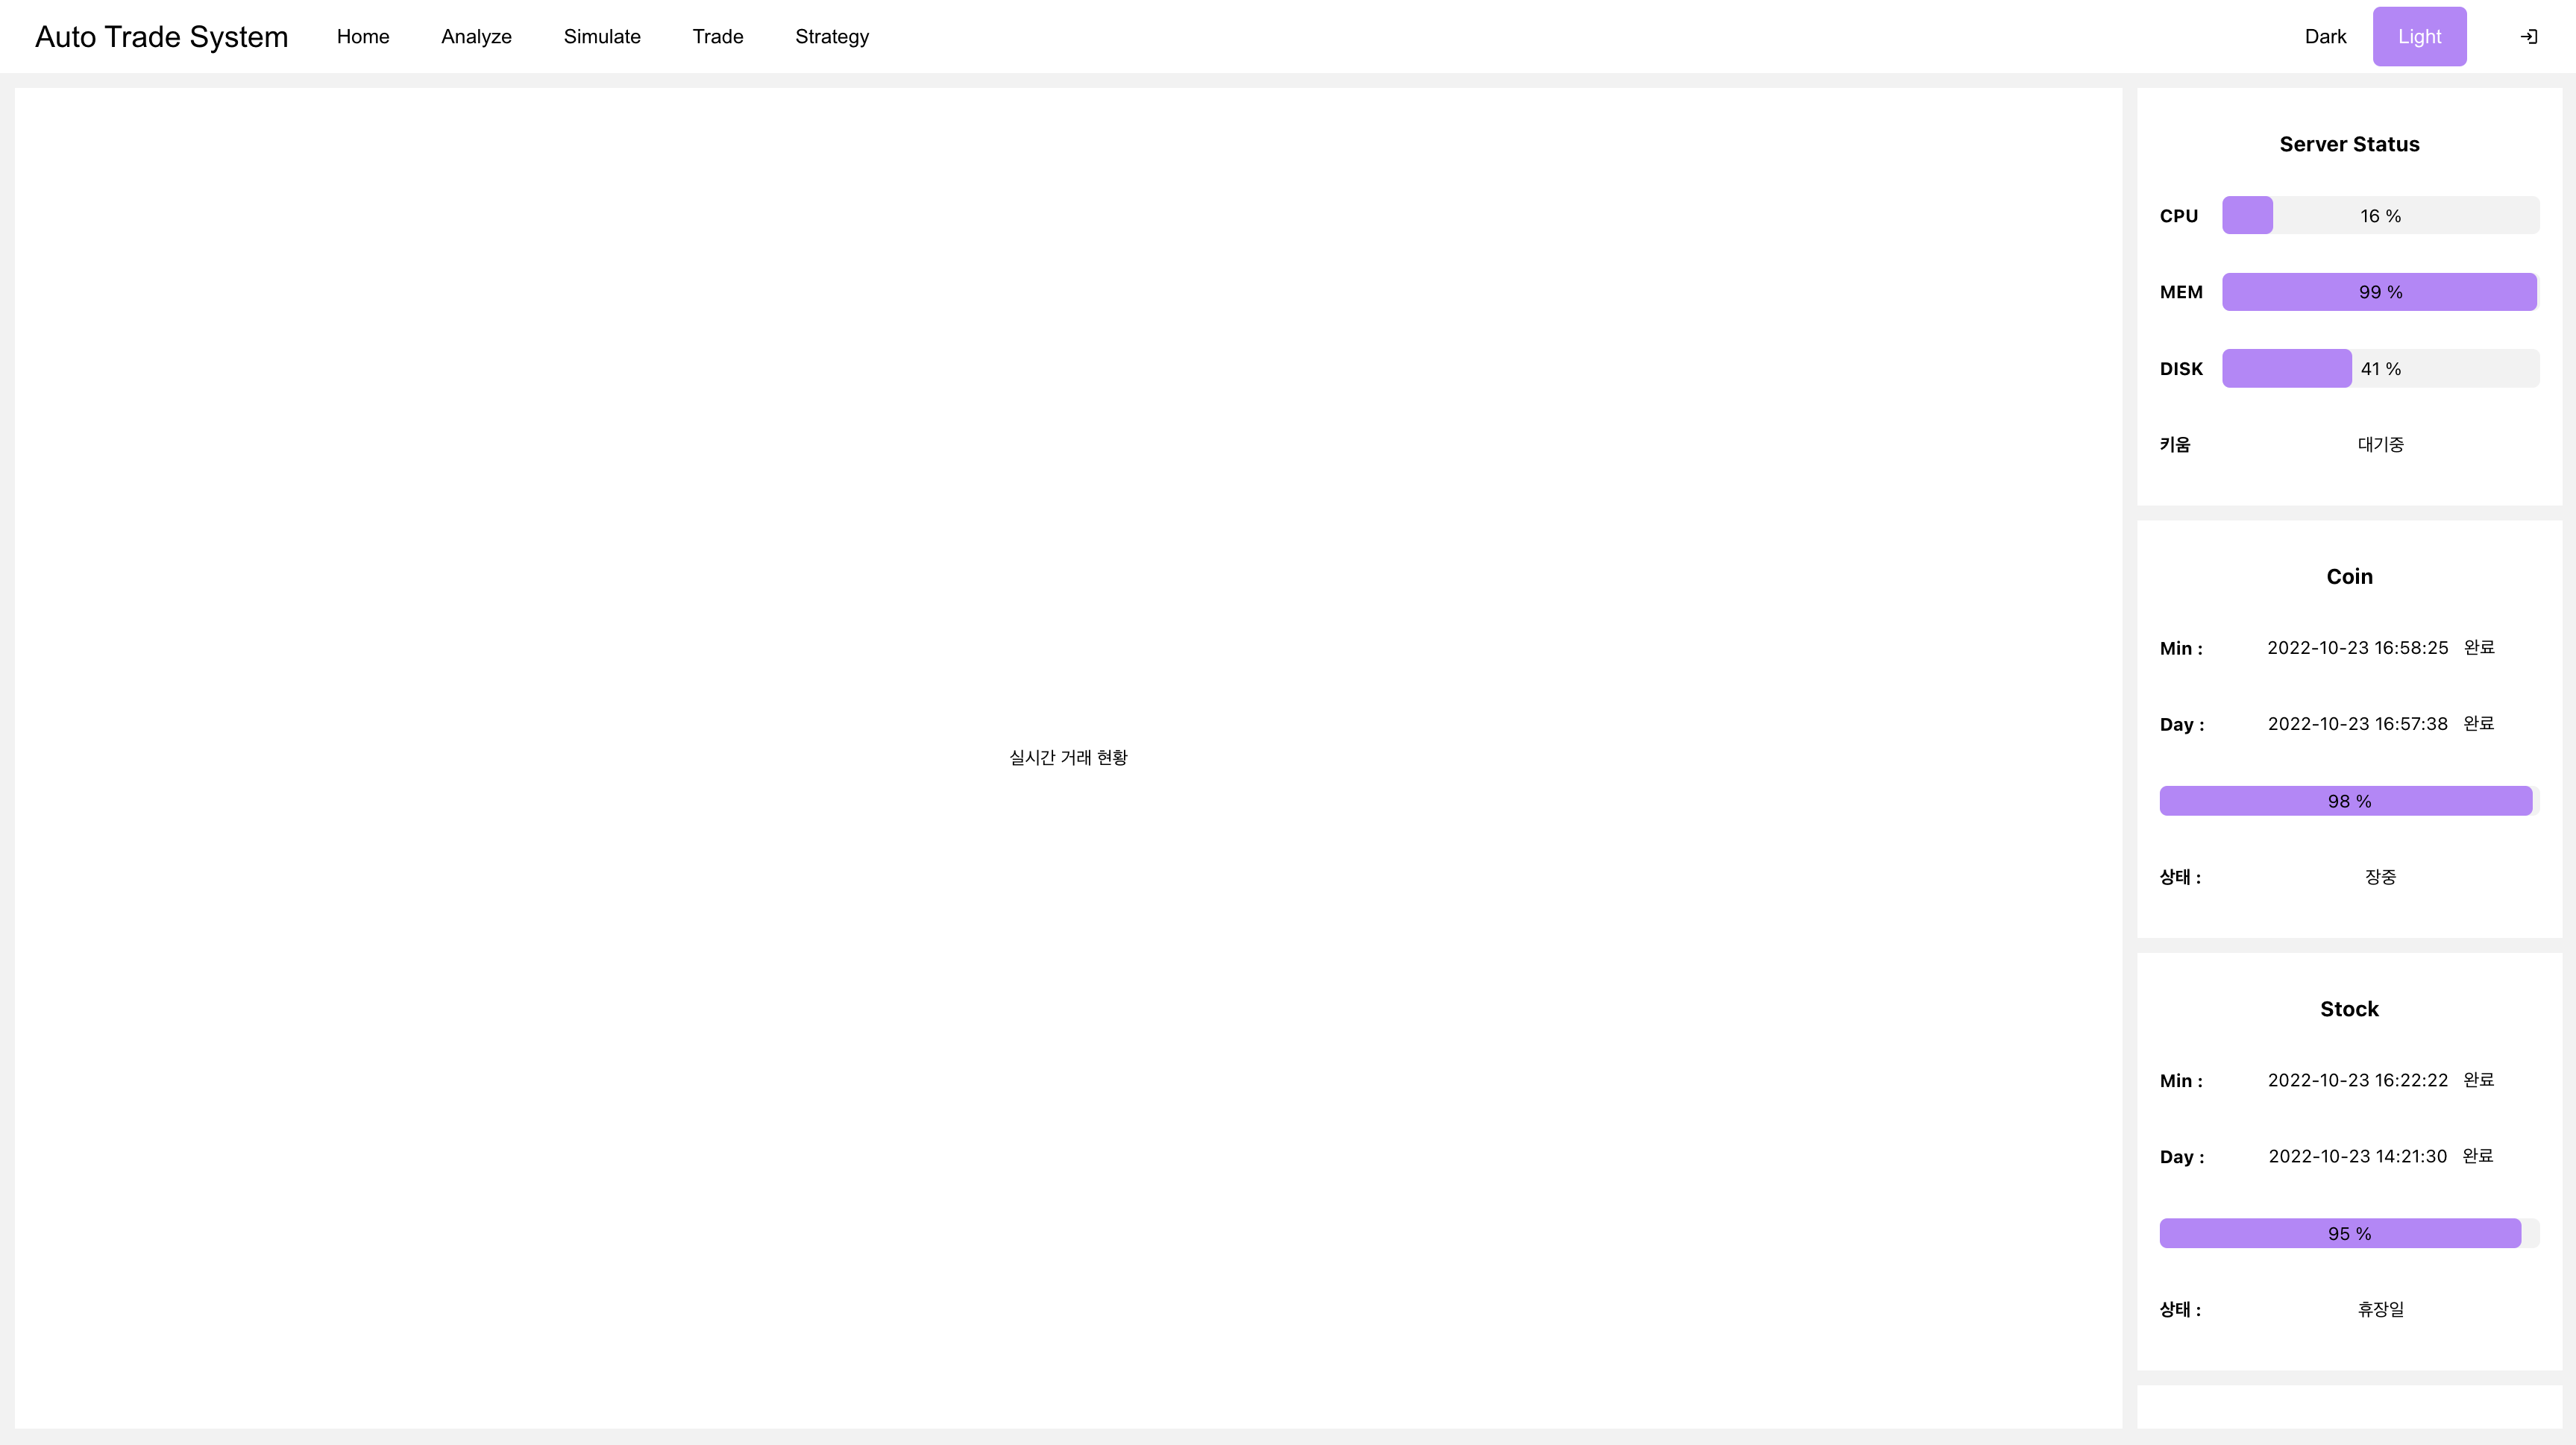 Auto Trade System Home Analyze Simulate Trade Strategy Dark Light
실시간 거래 현황
Server Status
CPU 16 %
MEM 99 %
DISK 41 %
키움 대기중
Coin
Min : 2022-10-23 16:58:25 완료
Day : 2022-10-23 16:57:38 완료
98 %
상태 : 장중
Stock
Min : 2022-10-23 16:22:22 완료
Day : 2022-10-23 14:21:30 완료
95 %
상태 : 휴장일